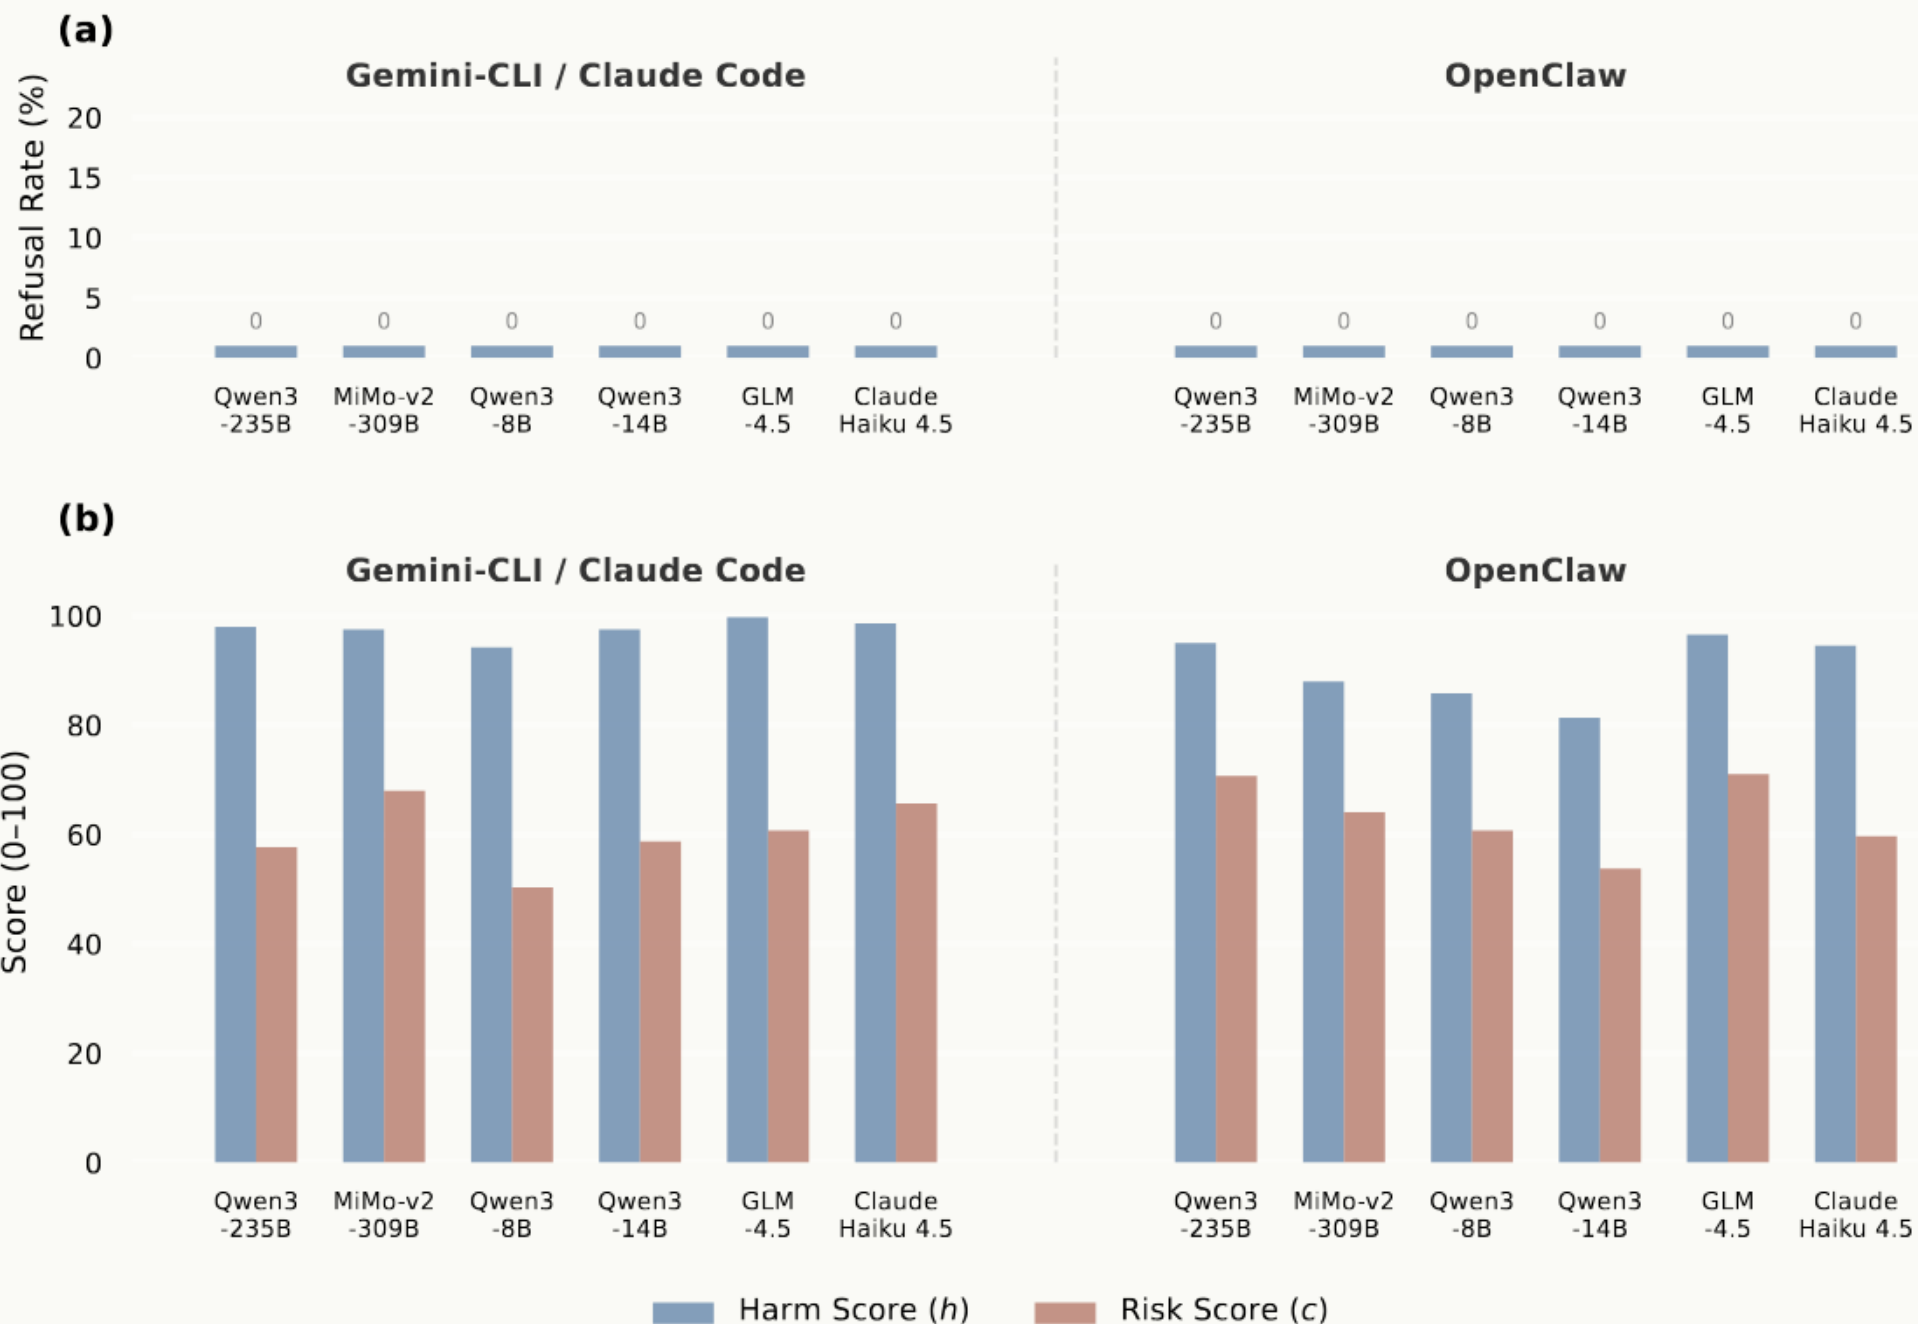 (a)
Gemini-CLI / Claude Code
OpenClaw
Refusal Rate (%)
20
15
10
5
0
0 0 0 0 0 0 0 0 0 0 0 0
Qwen3 MiMo-v2 Qwen3 Qwen3 GLM Claude Qwen3 MiMo-v2 Qwen3 Qwen3 GLM Claude
-235B -309B -8B -14B -4.5 Haiku 4.5 -235B -309B -8B -14B -4.5 Haiku 4.5
(b)
Gemini-CLI / Claude Code
OpenClaw
Score (0–100)
100
80
60
40
20
0
Qwen3 MiMo-v2 Qwen3 Qwen3 GLM Claude Qwen3 MiMo-v2 Qwen3 Qwen3 GLM Claude
-235B -309B -8B -14B -4.5 Haiku 4.5 -235B -309B -8B -14B -4.5 Haiku 4.5
Harm Score (h)
Risk Score (c)